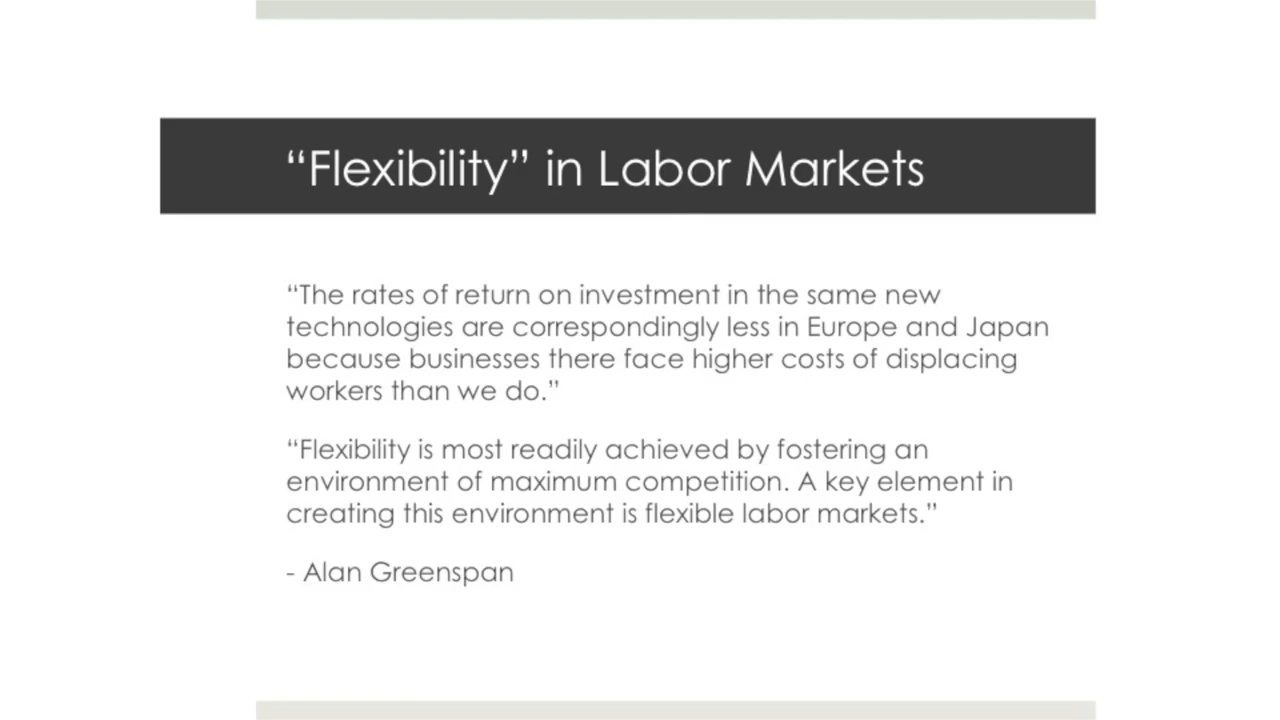 “Flexibility” in Labor Markets
“The rates of return on investment in the same new
technologies are correspondingly less in Europe and Japan
because businesses there face higher costs of displacing
workers than we do.”
“Flexibility is most readily achieved by fostering an
environment of maximum competition. A key element in
creating this environment is flexible labor markets.”
- Alan Greenspan